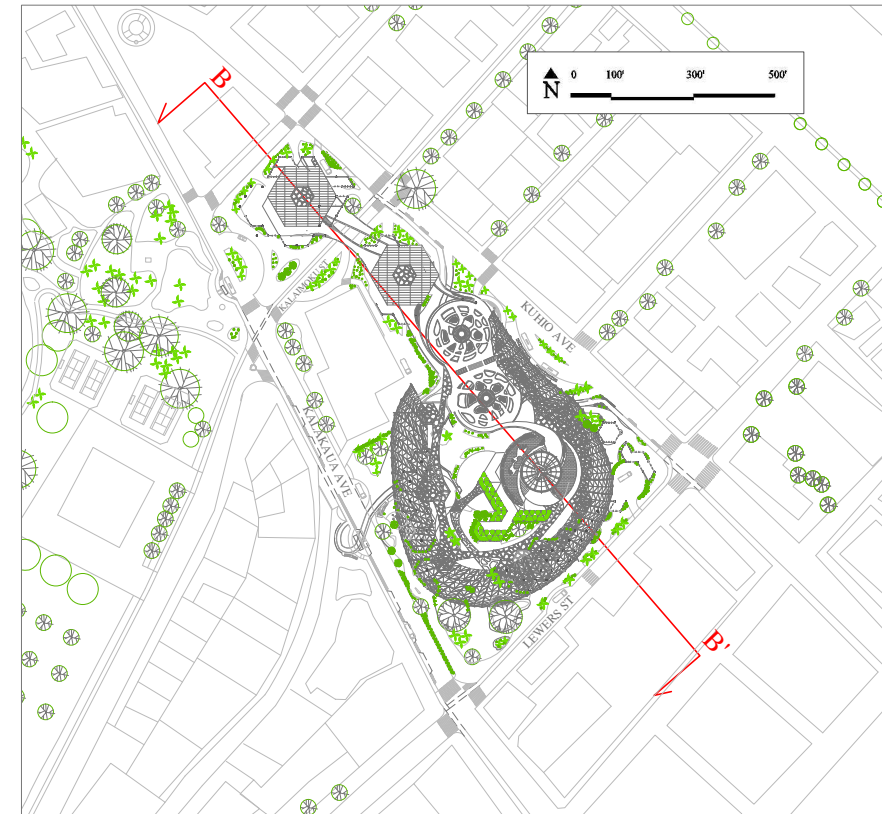 B
0 100' 300' 500'
N
KALAIMOKU ST
KUHIO AVE
KALAKAUA AVE
LEWERS ST
B'